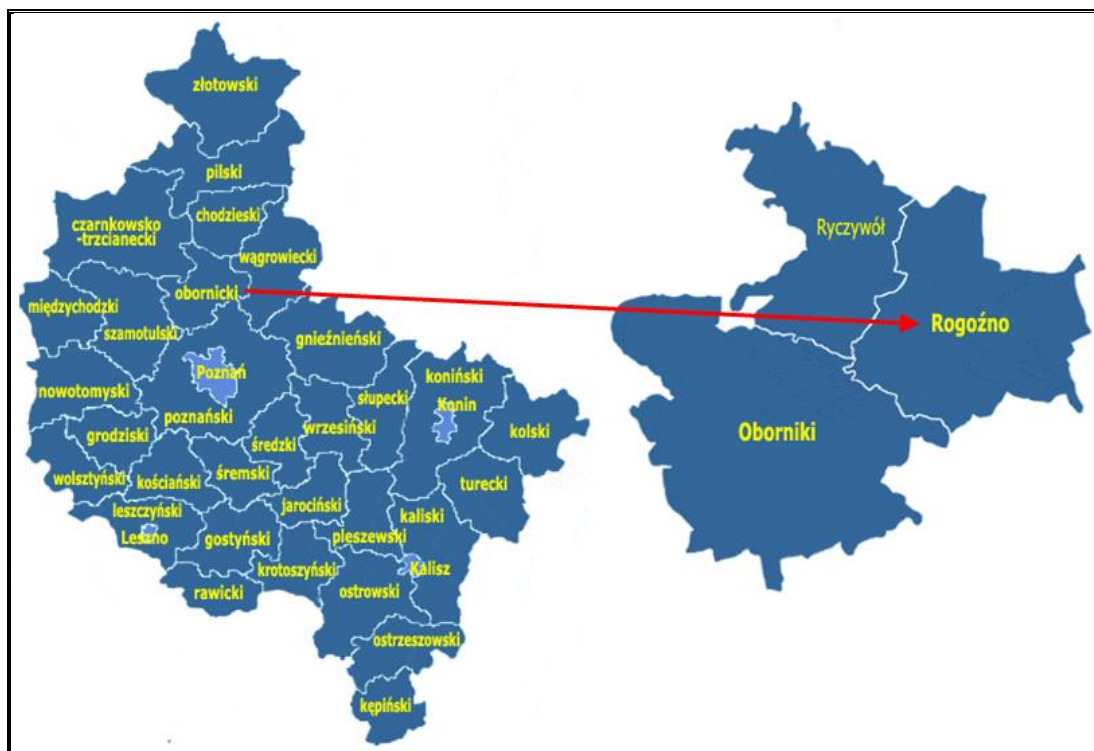 złotowski
pilski
chodzieski
czarnkowsko
-trzcianecki
wągrowiecki
obornicki
międzychodzki
szamotulski
gnieźnieński
Poznań
nowotomyski
poznański
słupecki
koniński
Konin
wrzesiński
kolski
grodziski
średzki
wolsztyński
kościański
śremski
turecki
jarociński
leszczyński
kaliski
Leszno
gostyński
pleszewski
krotoszyński
Kalisz
rawicki
ostrowski
ostrzeszowski
kępiński
Ryczywół
Rogoźno
Oborniki